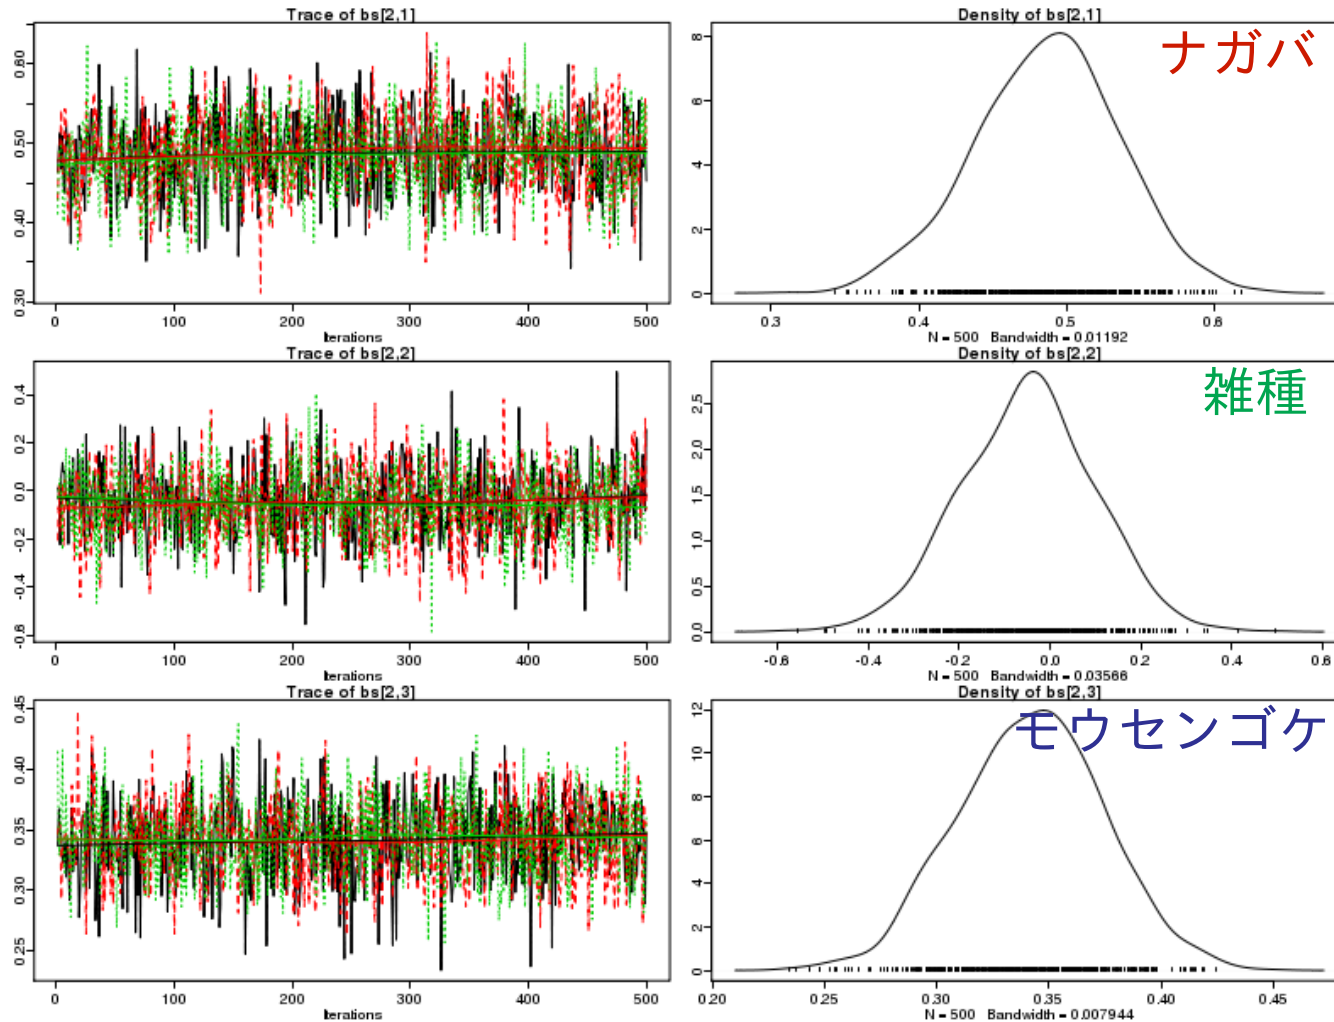 Trace of bs[2,1]
0.30 0.40 0.50 0.60
0 100 200 300 400 500
Iterations
Density of bs[2,1]
ナガバ
0 2 4 6 8
0.3 0.4 0.5 0.6
N = 500 Bandwidth = 0.01192
Trace of bs[2,2]
-0.6 -0.4 -0.2 0.0 0.2 0.4
0 100 200 300 400 500
Iterations
Density of bs[2,2]
雑種
0.0 0.5 1.0 1.5 2.0 2.5
-0.6 -0.4 -0.2 0.0 0.2 0.4 0.6
N = 500 Bandwidth = 0.03566
Trace of bs[2,3]
0.25 0.30 0.35 0.40 0.45
0 100 200 300 400 500
Iterations
Density of bs[2,3]
モウセンゴケ
0 2 4 6 8 10 12
0.20 0.25 0.30 0.35 0.40 0.45
N = 500 Bandwidth = 0.007944